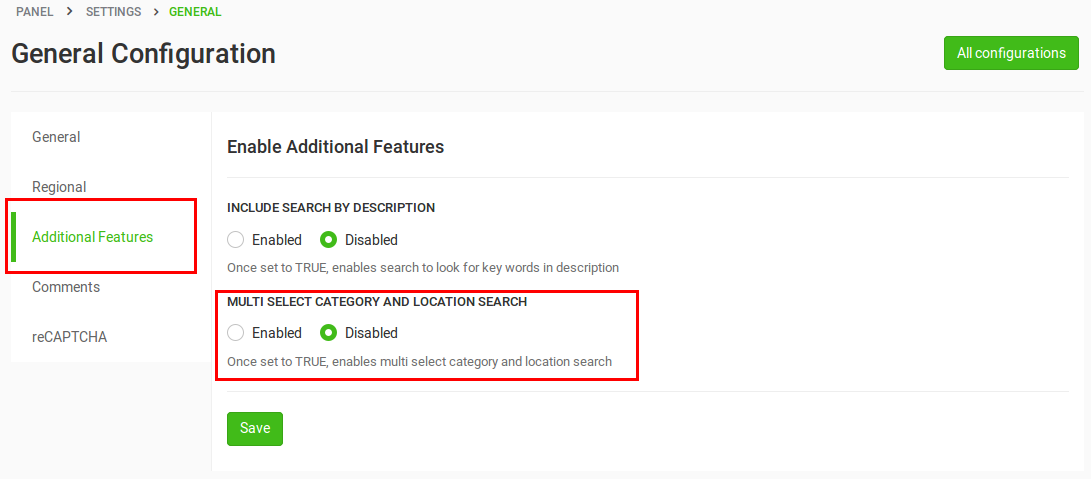 PANEL > SETTINGS > GENERAL
General Configuration
All configurations
General
Regional
Additional Features
Comments
reCAPTCHA
Enable Additional Features
INCLUDE SEARCH BY DESCRIPTION
Enabled Disabled
Once set to TRUE, enables search to look for key words in description
MULTI SELECT CATEGORY AND LOCATION SEARCH
Enabled Disabled
Once set to TRUE, enables multi select category and location search
Save